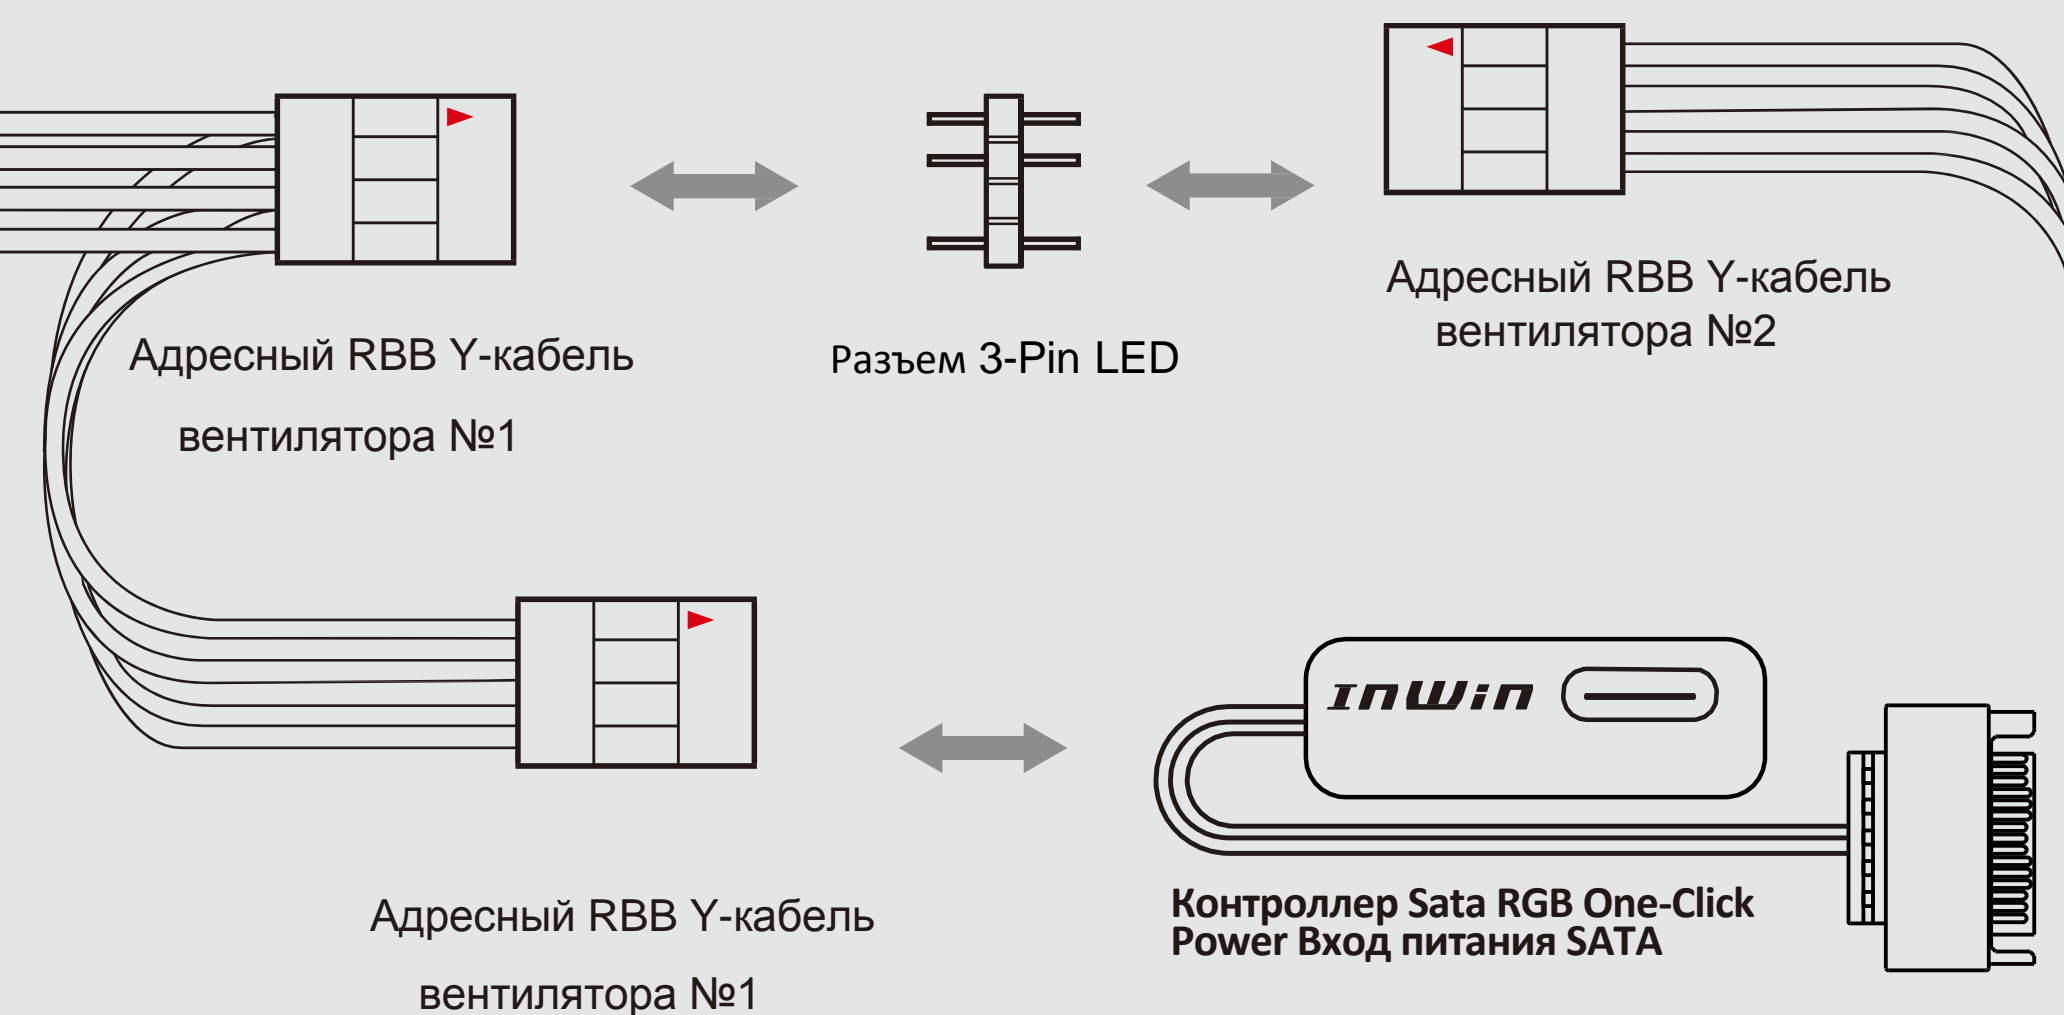 Адресный RBB Y-кабель
вентилятора №2
Адресный RBB Y-кабель
вентилятора №1
Разъем 3-Pin LED
InWin
Контроллер Sata RGB One-Click
Power Вход питания SATA
Адресный RBB Y-кабель
вентилятора №1